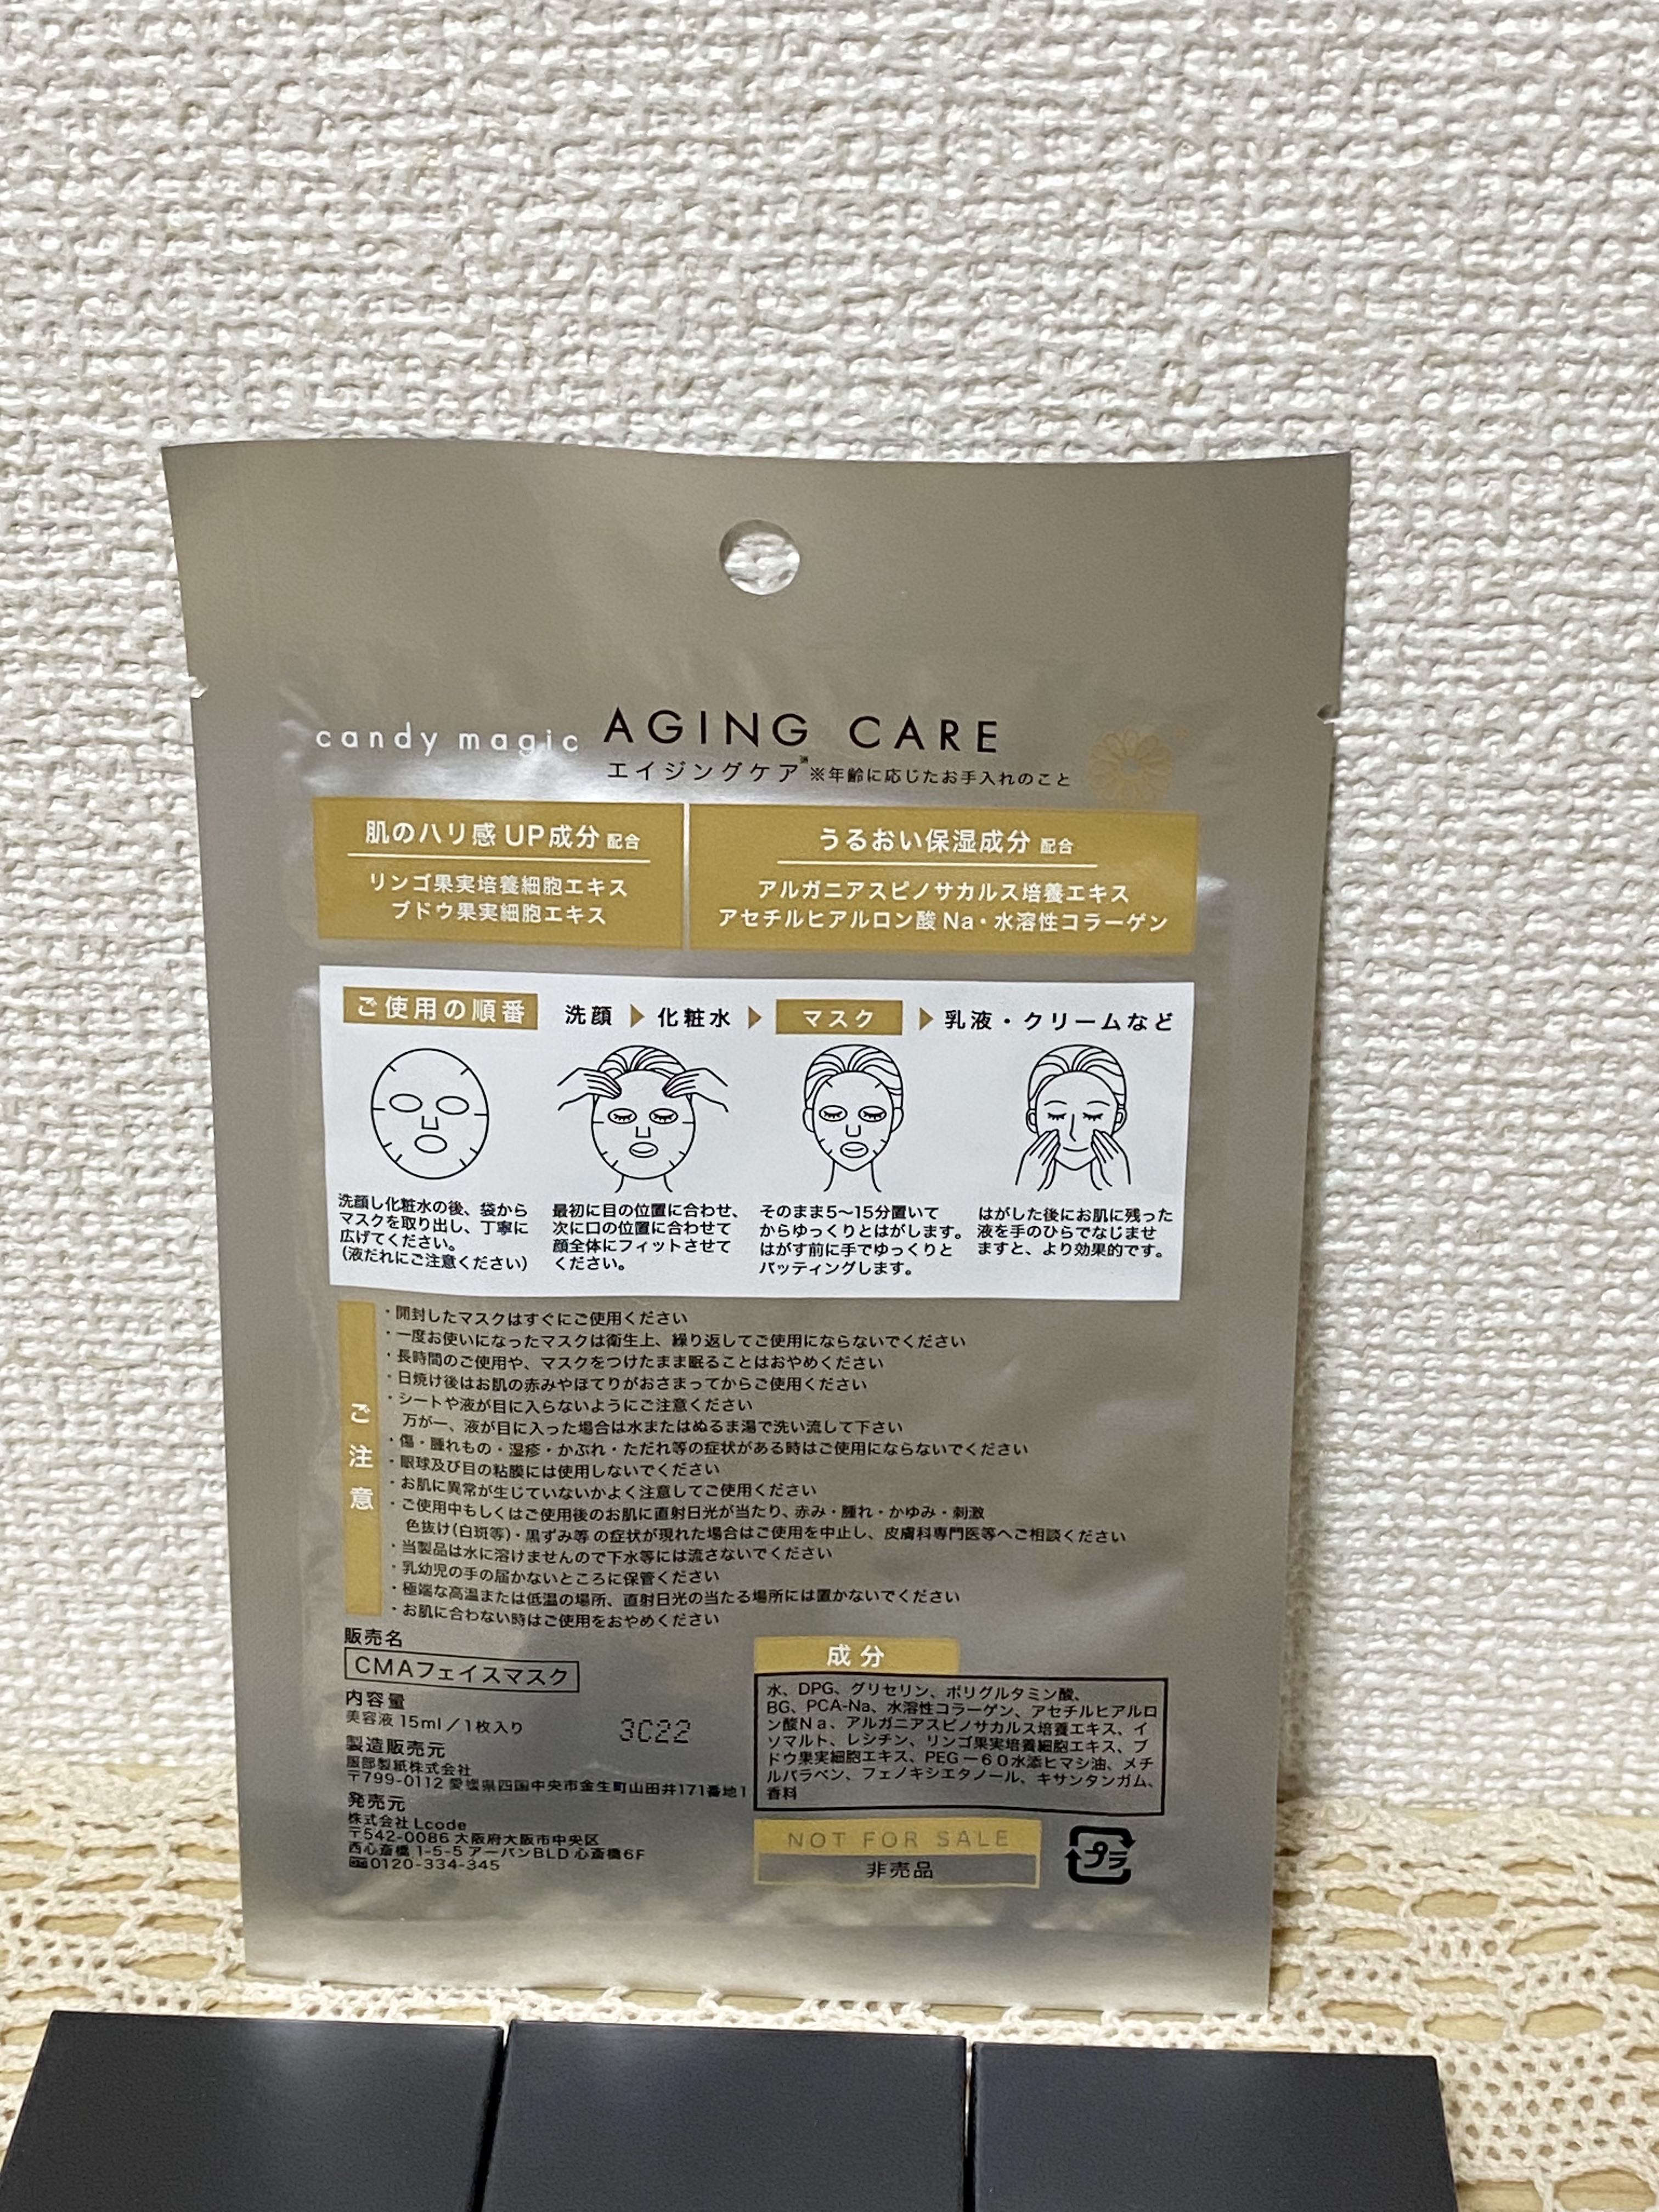 candy magic AGING CARE
エイジングケア※ ※年齢に応じたお手入れのこと
肌のハリ感UP成分 配合
リンゴ果実培養細胞エキス
ブドウ果実細胞エキス
うるおい保湿成分 配合
アルガニアスピノサカルス培養エキス
アセチルヒアルロン酸Na・水溶性コラーゲン
ご使用の順番 洗顔 化粧水 マスク 乳液・クリームなど
洗顔し化粧水の後、袋から
マスクを取り出し、丁寧に
広げてください。
(液だれにご注意ください)
最初に目の位置に合わせ、
次に口の位置に合わせて
顔全体にフィットさせて
ください。
そのまま5〜15分置いて
からゆっくりとはがします。
はがす前に手でゆっくりと
パッティングします。
はがした後にお肌に残った
液を手のひらでなじませ
ますと、より効果的です。
ご注意
・開封したマスクはすぐにご使用ください
・一度お使いになったマスクは衛生上、繰り返してご使用にならないでください
・長時間のご使用や、マスクをつけたまま眠ることはおやめください
・日焼け後はお肌の赤みやほてりがおさまってからご使用ください
・シートや液が目に入らないようにご注意ください
万が一、液が目に入った場合は水またはぬるま湯で洗い流して下さい
・傷・腫れもの・湿疹・かぶれ・ただれ等の症状がある時はご使用にならないでください
・眼球及び目の粘膜には使用しないでください
・お肌に異常が生じていないかよく注意してご使用ください
・ご使用中もしくはご使用後のお肌に直射日光が当たり、赤み・腫れ・かゆみ・刺激
色抜け(白斑等)・黒ずみ等の症状が現れた場合はご使用を中止し、皮膚科専門医等へご相談ください
・当製品は水に溶けませんので下水等には流さないでください
・乳幼児の手の届かないところに保管ください
・極端な高温または低温の場所、直射日光の当たる場所には置かないでください
・お肌に合わない時はご使用をおやめください
販売名
CMAフェイスマスク
内容量
美容液 15ml／1枚入り
3C22
製造販売元
服部製紙株式会社
〒799-0112 愛媛県四国中央市金生町山田井171番地1
発売元
株式会社 Lcode
〒542-0086 大阪府大阪市中央区
西心斎橋 1-5-5 アーバンBLD心斎橋6F
0120-334-345
成分
水、DPG、グリセリン、ポリグルタミン酸、
BG、PCA-Na、水溶性コラーゲン、アセチルヒアルロ
ン酸Ｎａ、アルガニアスピノサカルス培養エキス、イ
ソマルト、レシチン、リンゴ果実培養細胞エキス、ブ
ドウ果実細胞エキス、PEG－６０水添ヒマシ油、メチ
ルパラベン、フェノキシエタノール、キサンタンガム、
香料
NOT FOR SALE
非売品
プラ